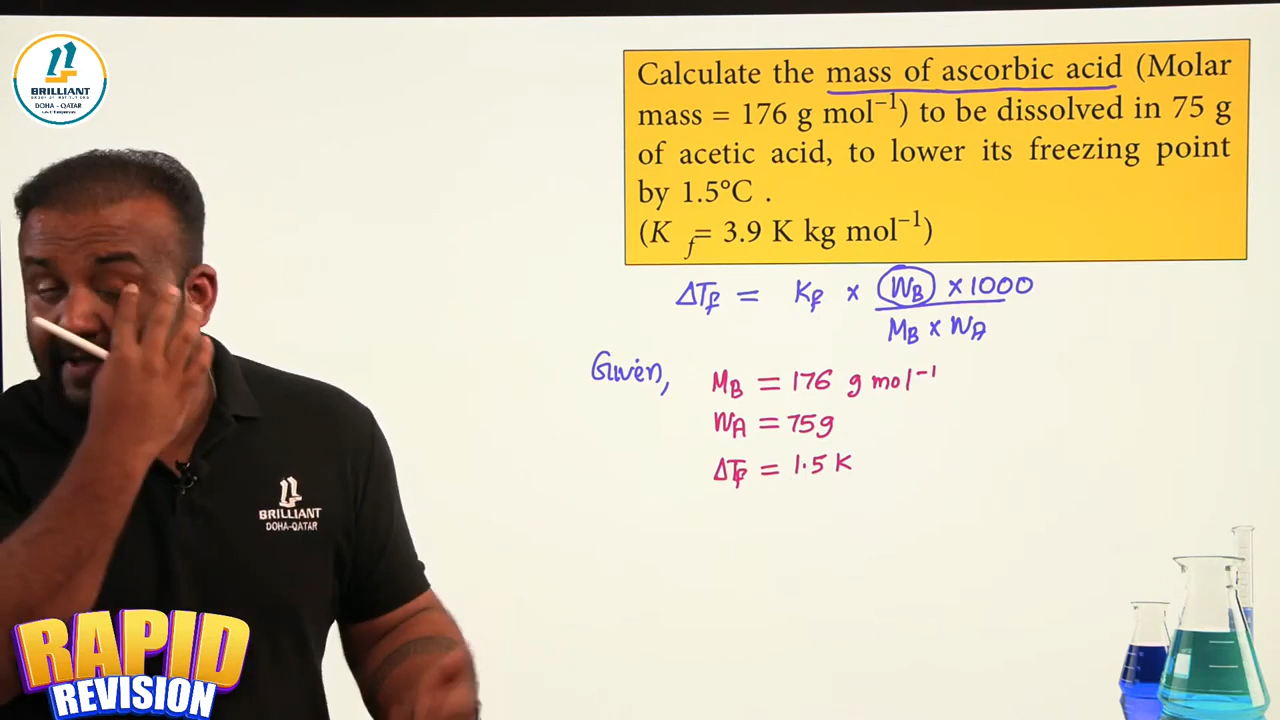 BRILLIANT
DOHA - QATAR
Calculate the mass of ascorbic acid (Molar
mass = 176 g mol⁻¹) to be dissolved in 75 g
of acetic acid, to lower its freezing point
by 1.5°C .
(K f= 3.9 K kg mol⁻¹)
ΔTf = Kf × WB × 1000
MB × WA
Given,
MB = 176 g mol⁻¹
WA = 75g
ΔTf = 1.5 K
BRILLIANT
DOHA-QATAR
RAPID
REVISION